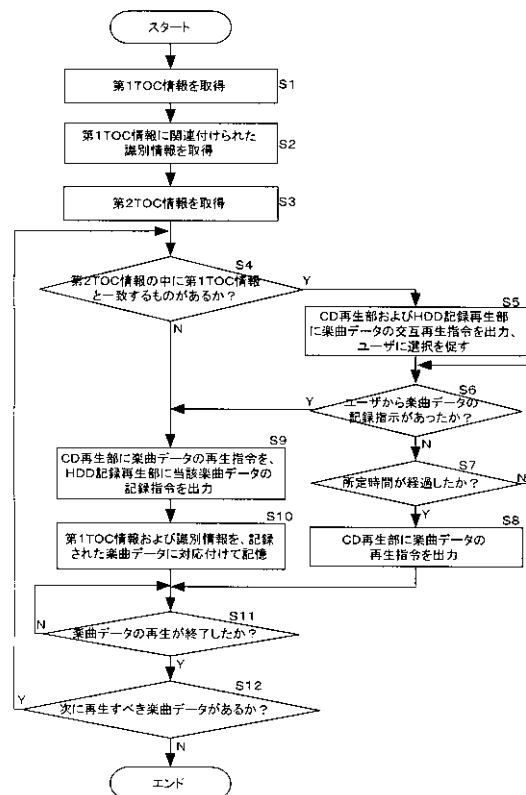 スタート
第1TOC情報を取得
S1
第1TOC情報に関連付けられた
識別情報を取得
S2
第2TOC情報を取得
S3
S4
第2TOC情報の中に第1TOC情報
と一致するものがあるか?
Y
N
S5
CD再生部およびHDD記録再生部
に楽曲データの交互再生指令を出力、
ユーザに選択を促す
S6
ユーザから楽曲データの
記録指示があったか?
Y
N
S7
所定時間が経過したか?
N
Y
S8
CD再生部に楽曲データの
再生指令を出力
S9
CD再生部に楽曲データの再生指令を、
HDD記録再生部に当該楽曲データの
記録指令を出力
S10
第1TOC情報および識別情報を、記録
された楽曲データに対応付けて記憶
S11
楽曲データの再生が終了したか?
N
Y
S12
次に再生すべき楽曲データがあるか?
Y
N
エンド